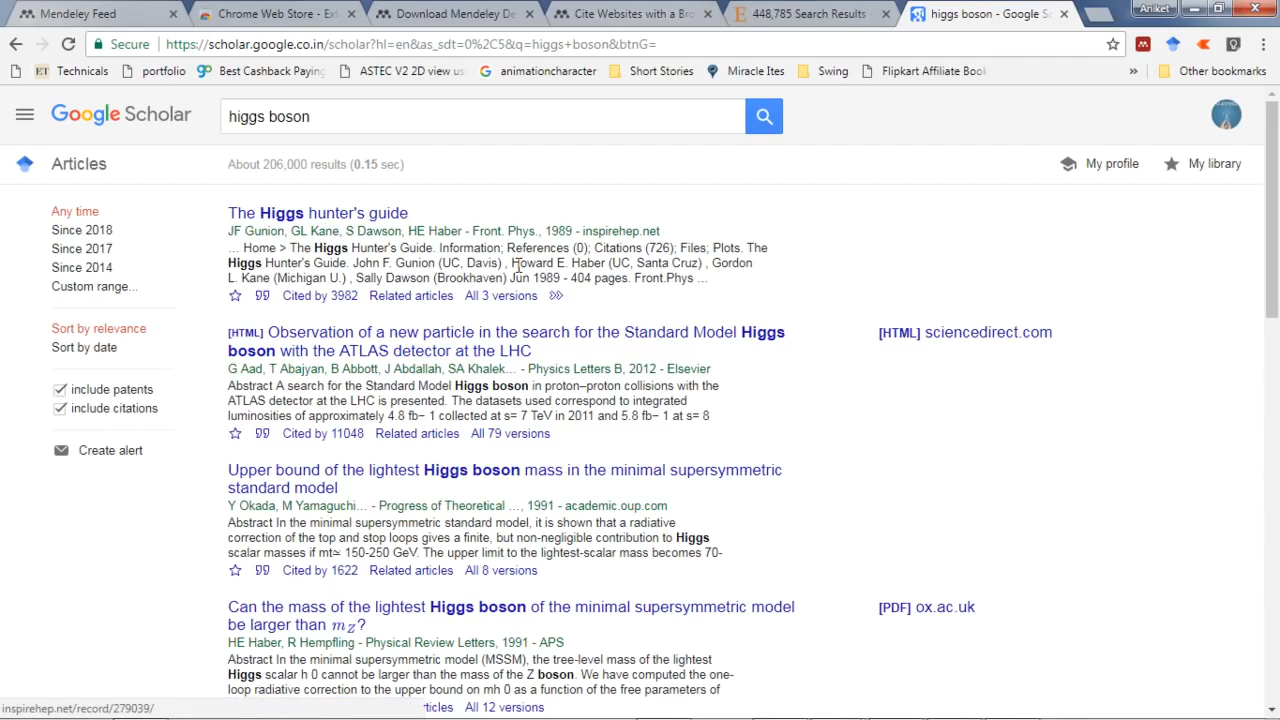 Mendeley Feed
Chrome Web Store - Ext
Download Mendeley De
Cite Websites with a Bro
448,785 Search Results -
higgs boson - Google Sc
Aniket
Secure https://scholar.google.co.in/scholar?hl=en&as_sdt=0%2C5&q=higgs+boson&btnG=
Technicals
portfolio
Best Cashback Paying
ASTEC V2 2D view us
animationcharacter
Short Stories
Miracle Ites
Swing
Flipkart Affiliate Book
»
Other bookmarks
Google Scholar
higgs boson
Articles
About 206,000 results (0.15 sec)
My profile
My library
Any time
Since 2018
Since 2017
Since 2014
Custom range...
Sort by relevance
Sort by date
include patents
include citations
Create alert
The Higgs hunter's guide
JF Gunion, GL Kane, S Dawson, HE Haber - Front. Phys., 1989 - inspirehep.net
... Home > The Higgs Hunter's Guide. Information; References (0); Citations (726); Files; Plots. The
Higgs Hunter's Guide. John F. Gunion (UC, Davis) , Howard E. Haber (UC, Santa Cruz) , Gordon
L. Kane (Michigan U.) , Sally Dawson (Brookhaven) Jun 1989 - 404 pages. Front.Phys ...
Cited by 3982 Related articles All 3 versions
[HTML] Observation of a new particle in the search for the Standard Model Higgs
boson with the ATLAS detector at the LHC
G Aad, T Abajyan, B Abbott, J Abdallah, SA Khalek... - Physics Letters B, 2012 - Elsevier
Abstract A search for the Standard Model Higgs boson in proton–proton collisions with the
ATLAS detector at the LHC is presented. The datasets used correspond to integrated
luminosities of approximately 4.8 fb− 1 collected at s= 7 TeV in 2011 and 5.8 fb− 1 at s= 8
Cited by 11048 Related articles All 79 versions
[HTML] sciencedirect.com
Upper bound of the lightest Higgs boson mass in the minimal supersymmetric
standard model
Y Okada, M Yamaguchi... - Progress of Theoretical ..., 1991 - academic.oup.com
Abstract In the minimal supersymmetric standard model, it is shown that a radiative
correction of the top and stop loops gives a finite, but non-negligible contribution to Higgs
scalar masses if mt≃ 150-250 GeV. The upper limit to the lightest-scalar mass becomes 70-
Cited by 1622 Related articles All 8 versions
Can the mass of the lightest Higgs boson of the minimal supersymmetric model
be larger than mZ?
HE Haber, R Hempfling - Physical Review Letters, 1991 - APS
Abstract In the minimal supersymmetric model (MSSM), the tree-level mass of the lightest
Higgs scalar h 0 cannot be larger than the mass of the Z boson. We have computed the one-
loop radiative correction to the upper bound on mh 0 as a function of the free parameters of
ticles All 12 versions
[PDF] ox.ac.uk
inspirehep.net/record/279039/